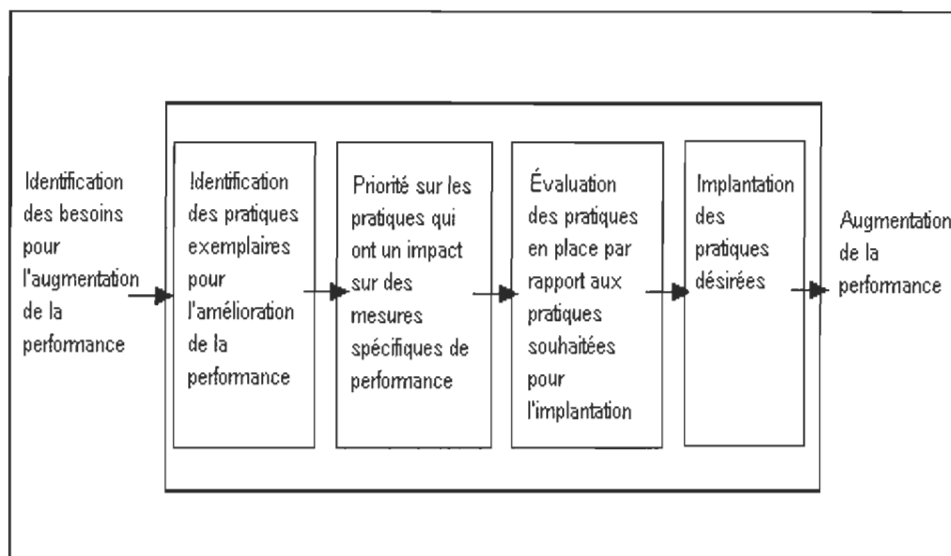 Identification
des besoins
pour
l'augmentation
de la
performance
Identification
des pratiques
exemplaires
pour
l'amélioration
de la
performance
Priorité sur les
pratiques qui
ont un impact
sur des
mesures
spécifiques de
performance
Évaluation
des pratiques
en place par
rapport aux
pratiques
souhaitées
pour
l'implantation
Implantation
des
pratiques
désirées
Augmentation
de la
performance